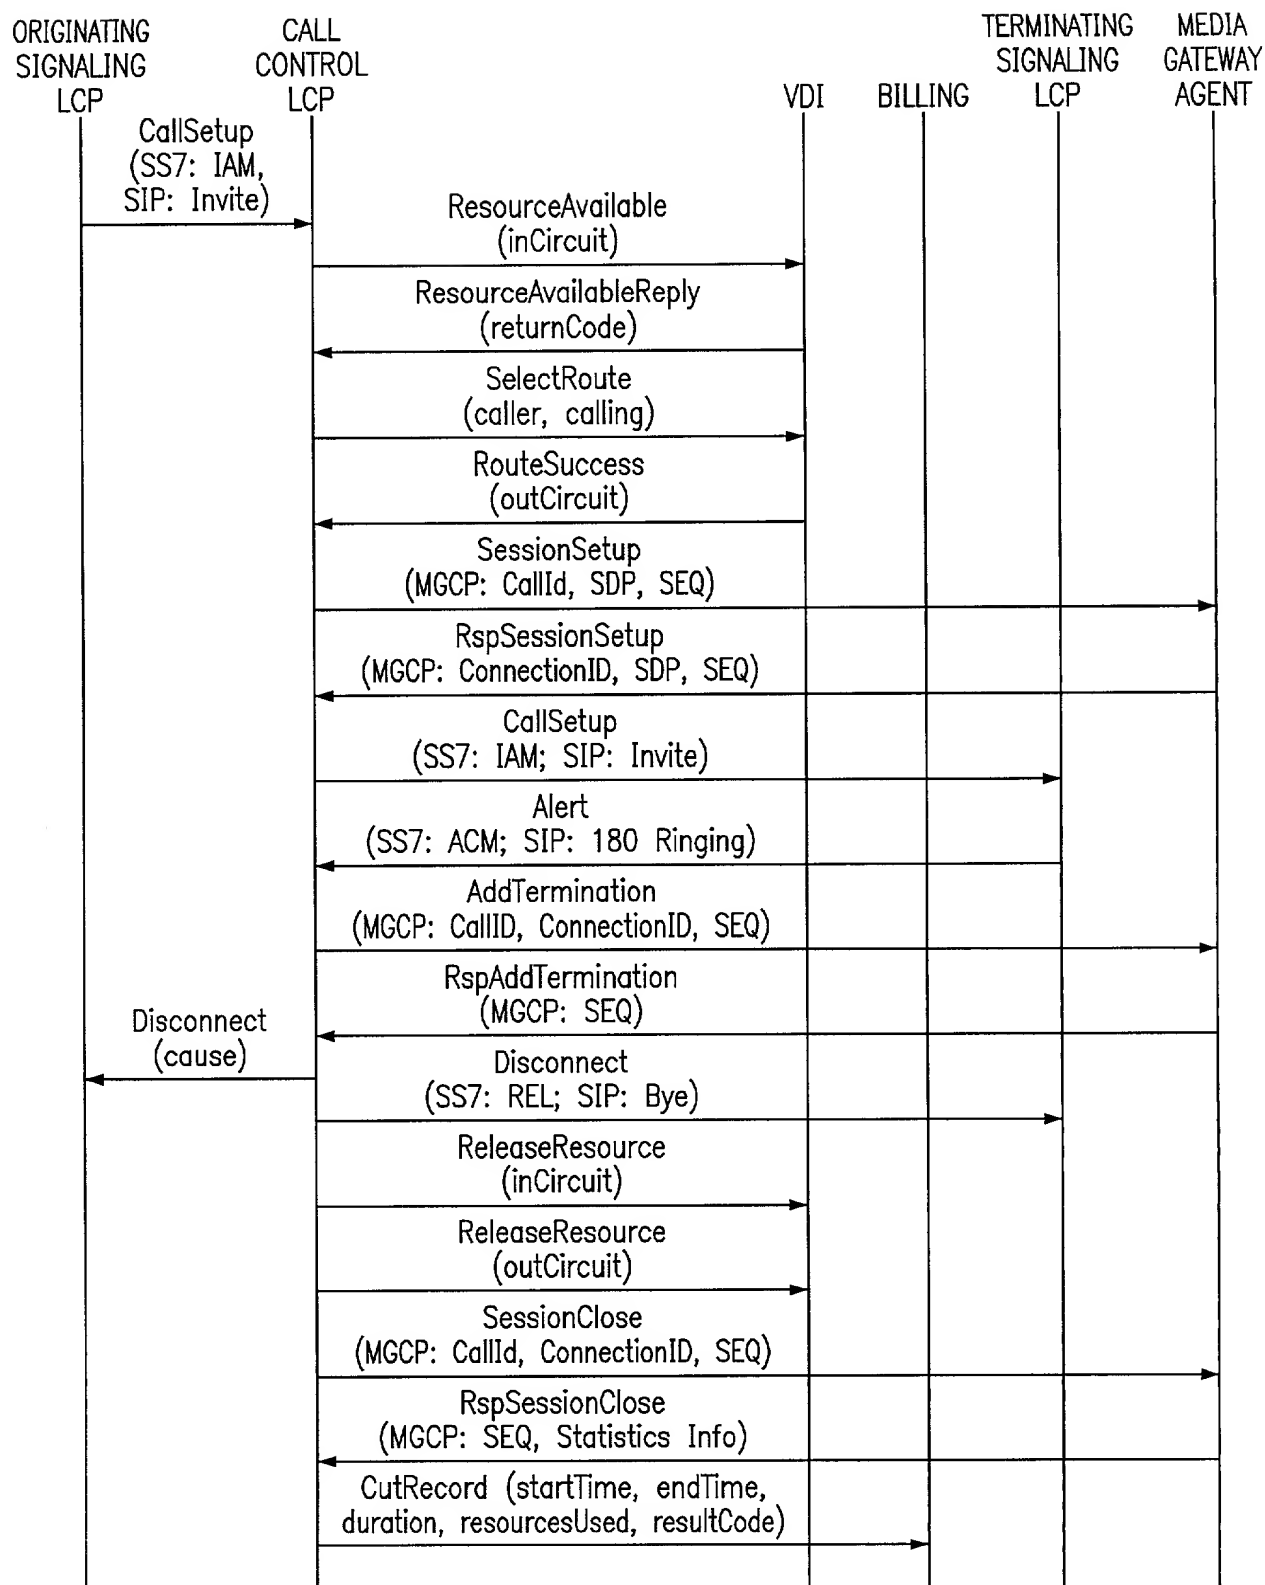 ORIGINATING
SIGNALING
LCP
CALL
CONTROL
LCP
VDI
BILLING
TERMINATING
SIGNALING
LCP
MEDIA
GATEWAY
AGENT
CallSetup
(SS7: IAM,
SIP: Invite)
ResourceAvailable
(inCircuit)
ResourceAvailableReply
(returnCode)
SelectRoute
(caller, calling)
RouteSuccess
(outCircuit)
SessionSetup
(MGCP: CallId, SDP, SEQ)
RspSessionSetup
(MGCP: ConnectionID, SDP, SEQ)
CallSetup
(SS7: IAM; SIP: Invite)
Alert
(SS7: ACM; SIP: 180 Ringing)
AddTermination
(MGCP: CallID, ConnectionID, SEQ)
RspAddTermination
(MGCP: SEQ)
Disconnect
(cause)
Disconnect
(SS7: REL; SIP: Bye)
ReleaseResource
(inCircuit)
ReleaseResource
(outCircuit)
SessionClose
(MGCP: CallId, ConnectionID, SEQ)
RspSessionClose
(MGCP: SEQ, Statistics Info)
CutRecord (startTime, endTime,
duration, resourcesUsed, resultCode)